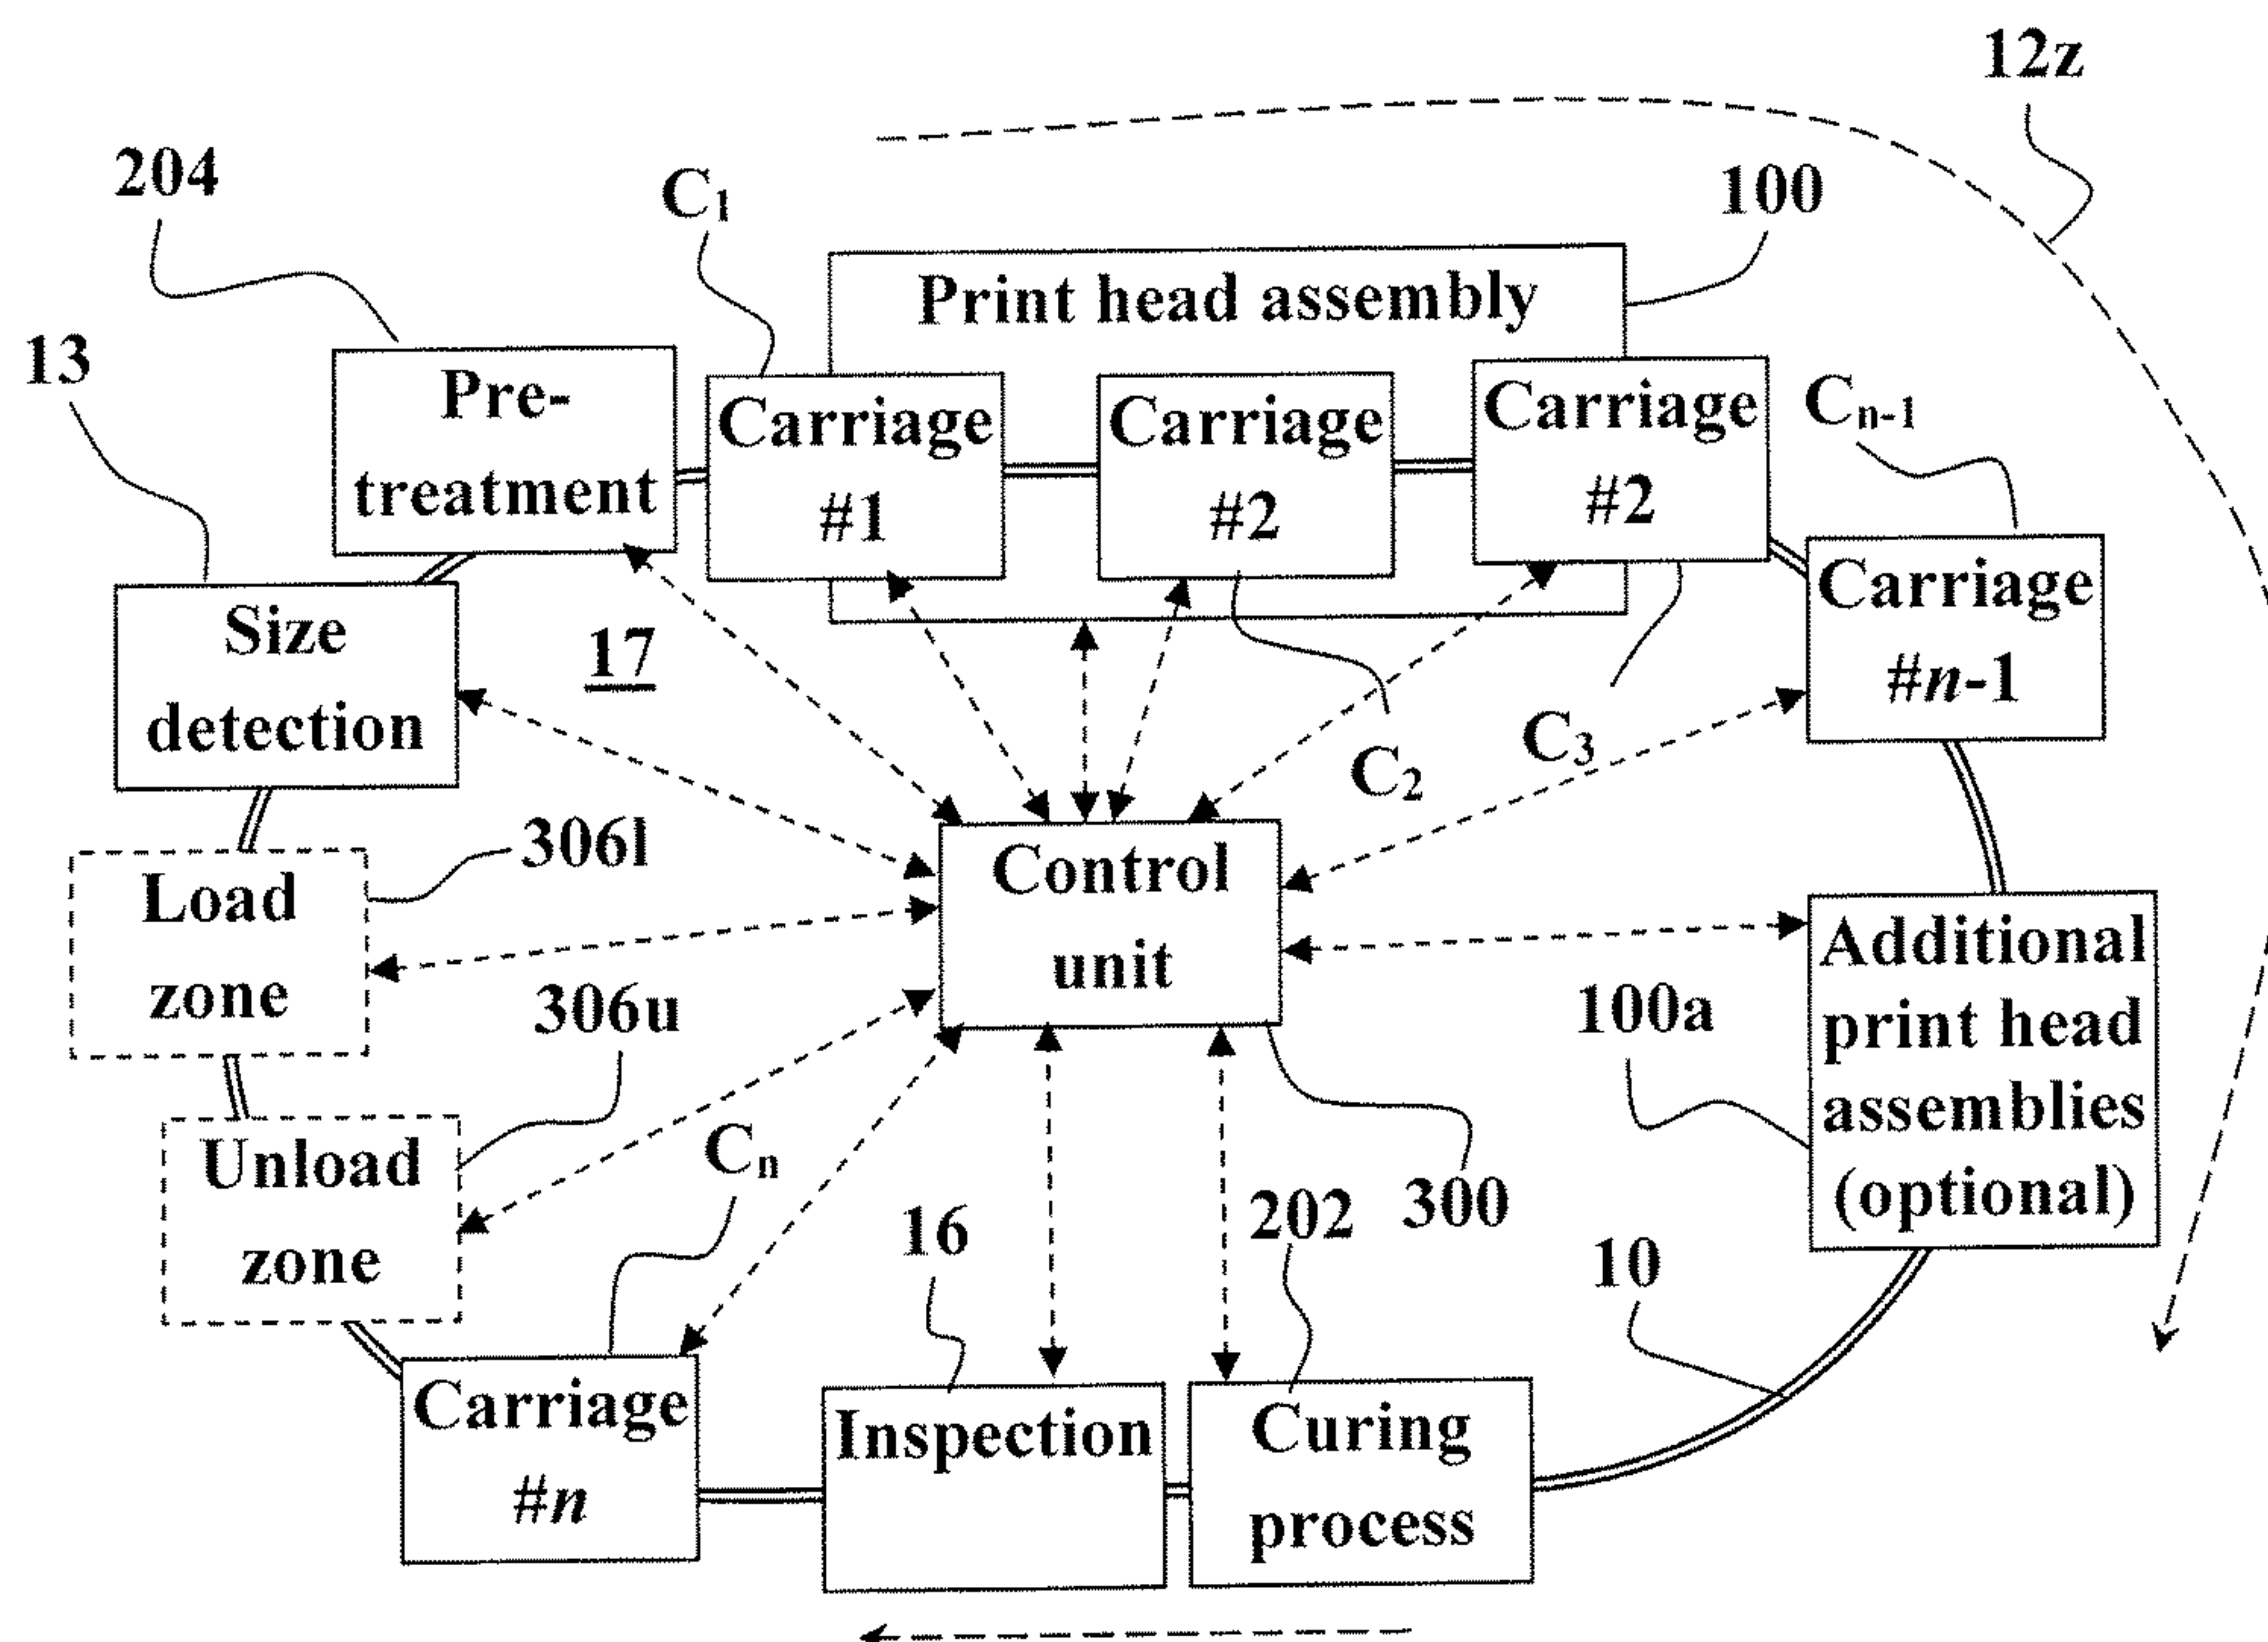 12z
204
C1
100
Print head assembly
13
Pre-
treatment
Carriage
#1
Carriage
#2
Carriage
#2
Cn-1
Size
detection
17
Carriage
#n-1
C2
C3
306l
Load
zone
Control
unit
Additional
print head
assemblies
(optional)
100a
306u
Unload
zone
Cn
16
202
300
10
Carriage
#n
Inspection
Curing
process